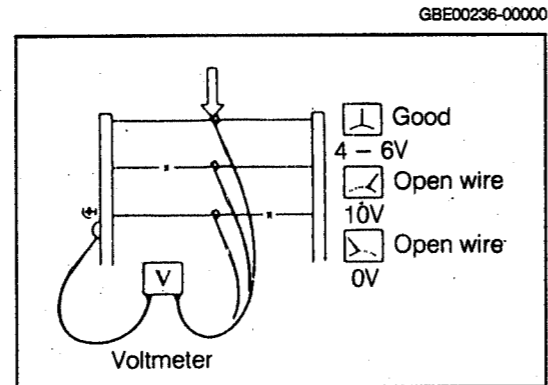 GBE00236-00000
Good
4 – 6V
Open wire
10V
Open wire
0V
⊕
V
Voltmeter